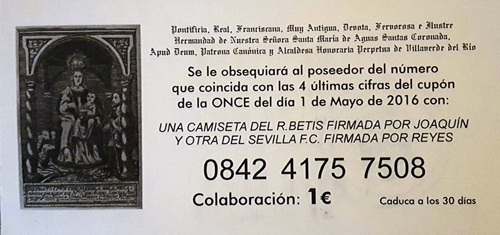 Pontificia, Real, Franciscana, Muy Antigua, Devota, Fervorosa e Ilustre
Hermandad de Nuestra Señora Santa María de Aguas Santas Coronada,
Apud Deum, Patrona Canónica y Alcaldesa Honoraria Perpetua de Villaverde del Río
Se le obsequiará al poseedor del número
que coincida con las 4 últimas cifras del cupón
de la ONCE del día 1 de Mayo de 2016 con:
UNA CAMISETA DEL R.BETIS FIRMADA POR JOAQUÍN
Y OTRA DEL SEVILLA F.C. FIRMADA POR REYES
0842 4175 7508
Colaboración: 1€
Caduca a los 30 días